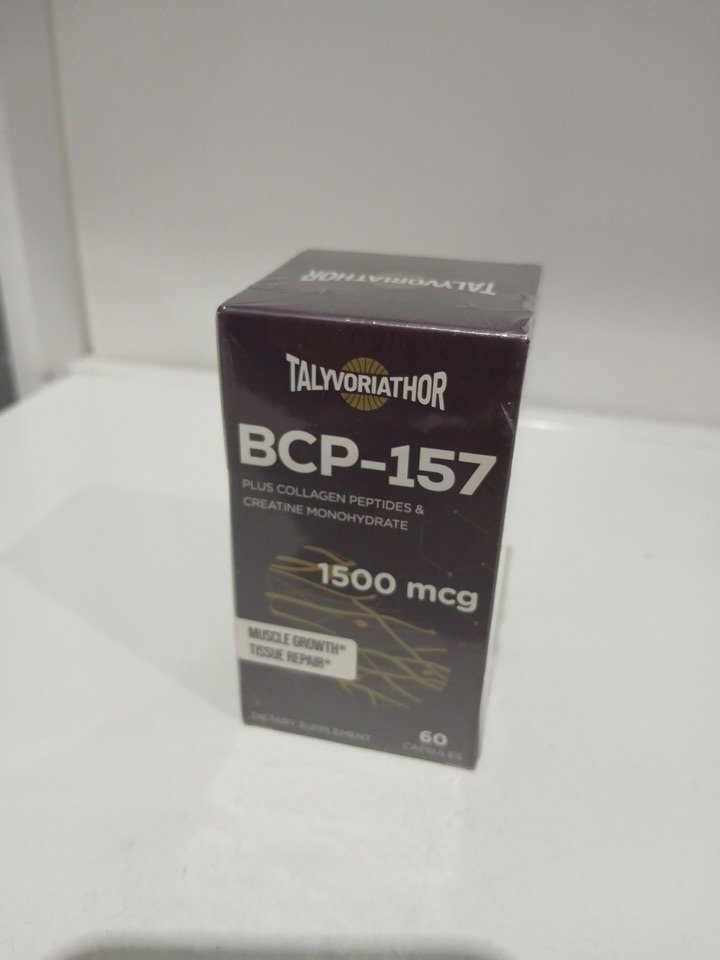 TALYVORIATHOR
TALYVORIATHOR
BCP-157
PLUS COLLAGEN PEPTIDES &
CREATINE MONOHYDRATE
1500 mcg
MUSCLE GROWTH*
TISSUE REPAIR*
DIETARY SUPPLEMENT
60
CAPSULES